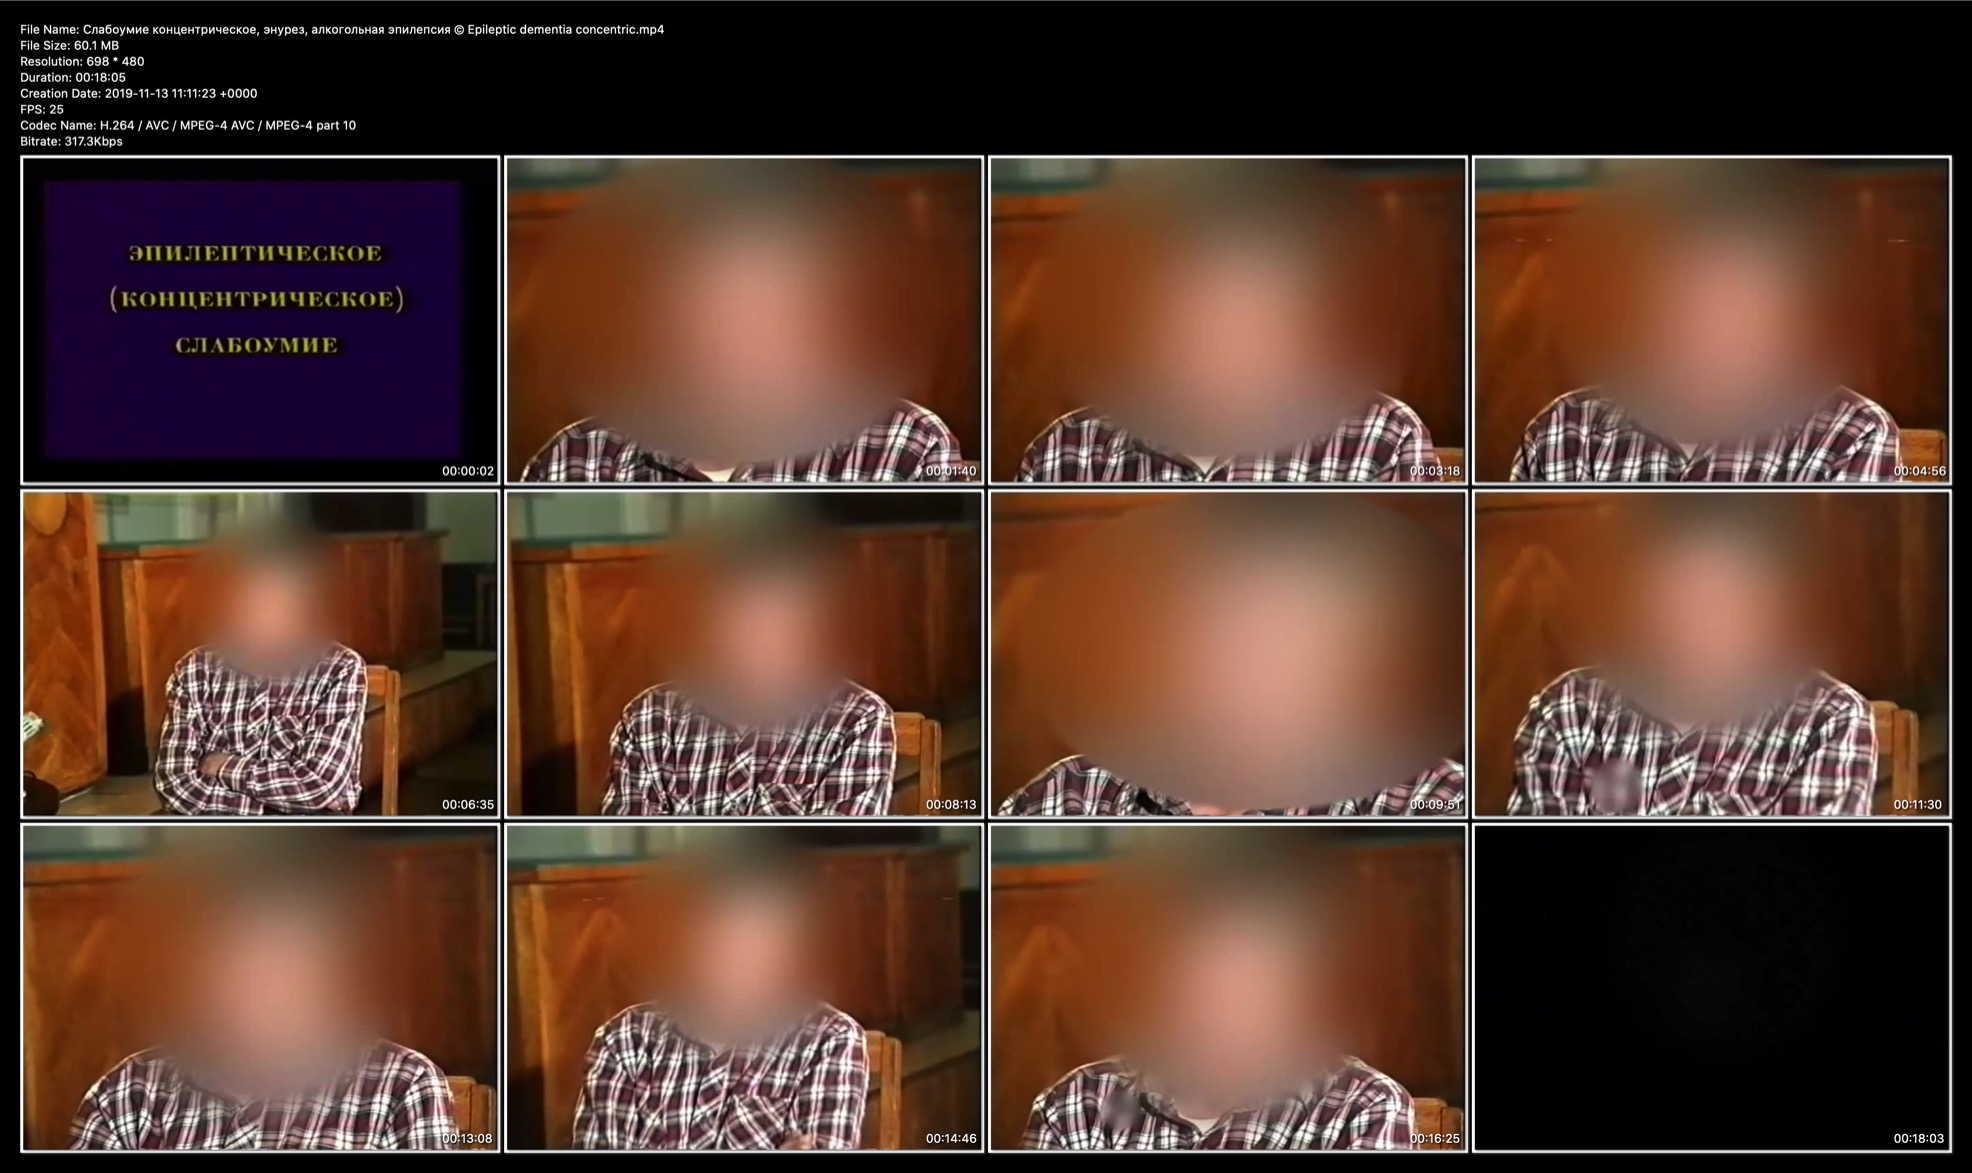 File Name: Слабоумие концентрическое, энурез, алкогольная эпилепсия © Epileptic dementia concentric.mp4
File Size: 60.1 MB
Resolution: 698 * 480
Duration: 00:18:05
Creation Date: 2019-11-13 11:11:23 +0000
FPS: 25
Codec Name: H.264 / AVC / MPEG-4 AVC / MPEG-4 part 10
Bitrate: 317.3Kbps
ЭПИЛЕПТИЧЕСКОЕ
(КОНЦЕНТРИЧЕСКОЕ)
СЛАБОУМИЕ
00:00:02
00:01:40
00:03:18
00:04:56
00:06:35
00:08:13
00:09:51
00:11:30
00:13:08
00:14:46
00:16:25
00:18:03